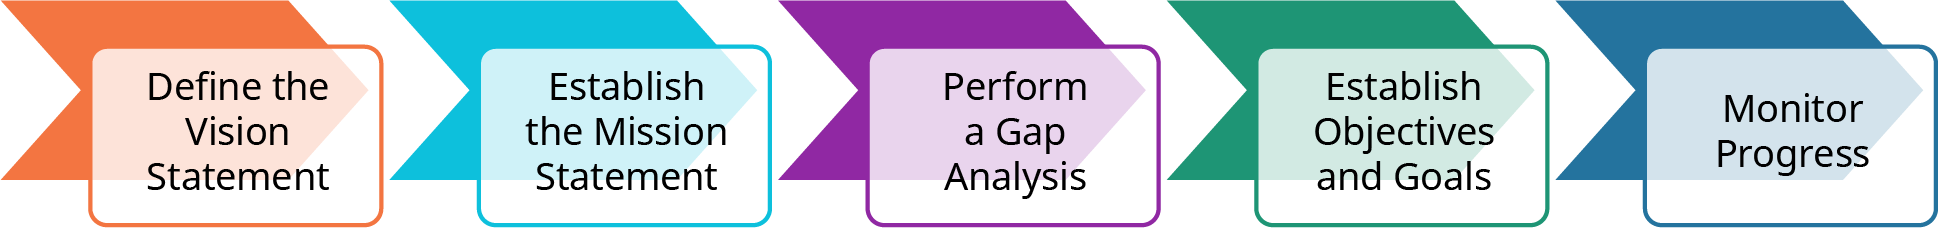 Define the
Vision
Statement
Establish
the Mission
Statement
Perform
a Gap
Analysis
Establish
Objectives
and Goals
Monitor
Progress